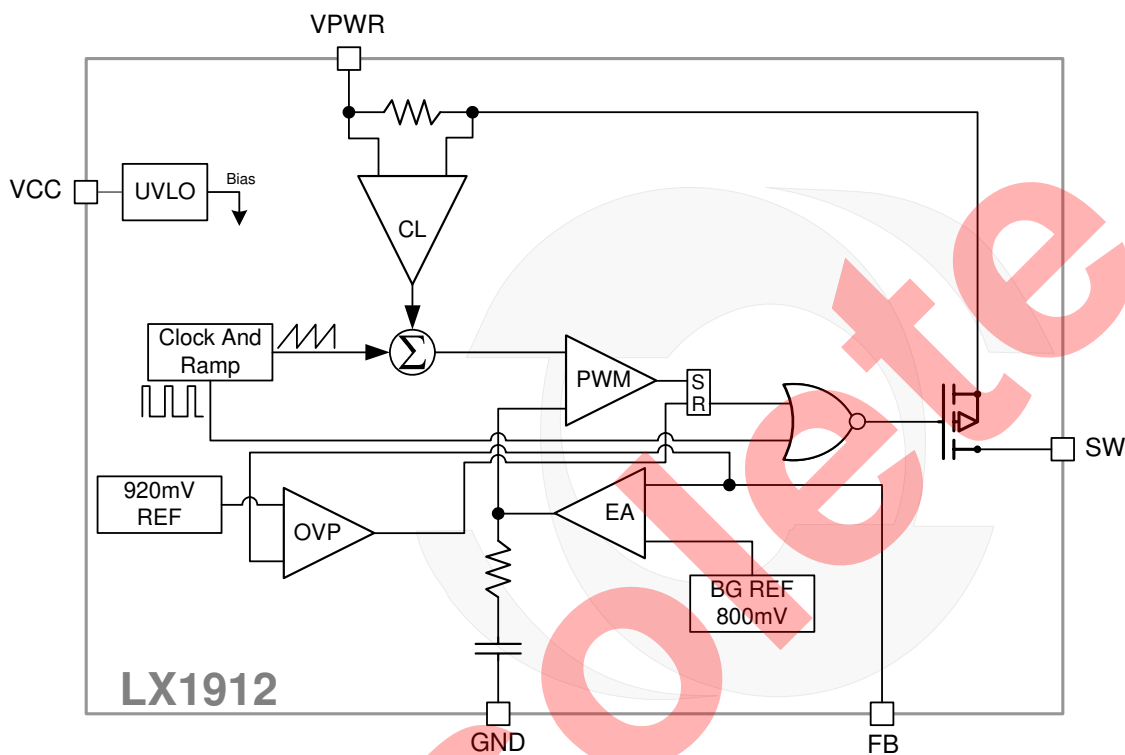 VPWR
VCC
UVLO
Bias
CL
Clock And
Ramp
Σ
PWM
S
R
SW
920mV
REF
OVP
EA
BG REF
800mV
LX1912
GND
FB
olete